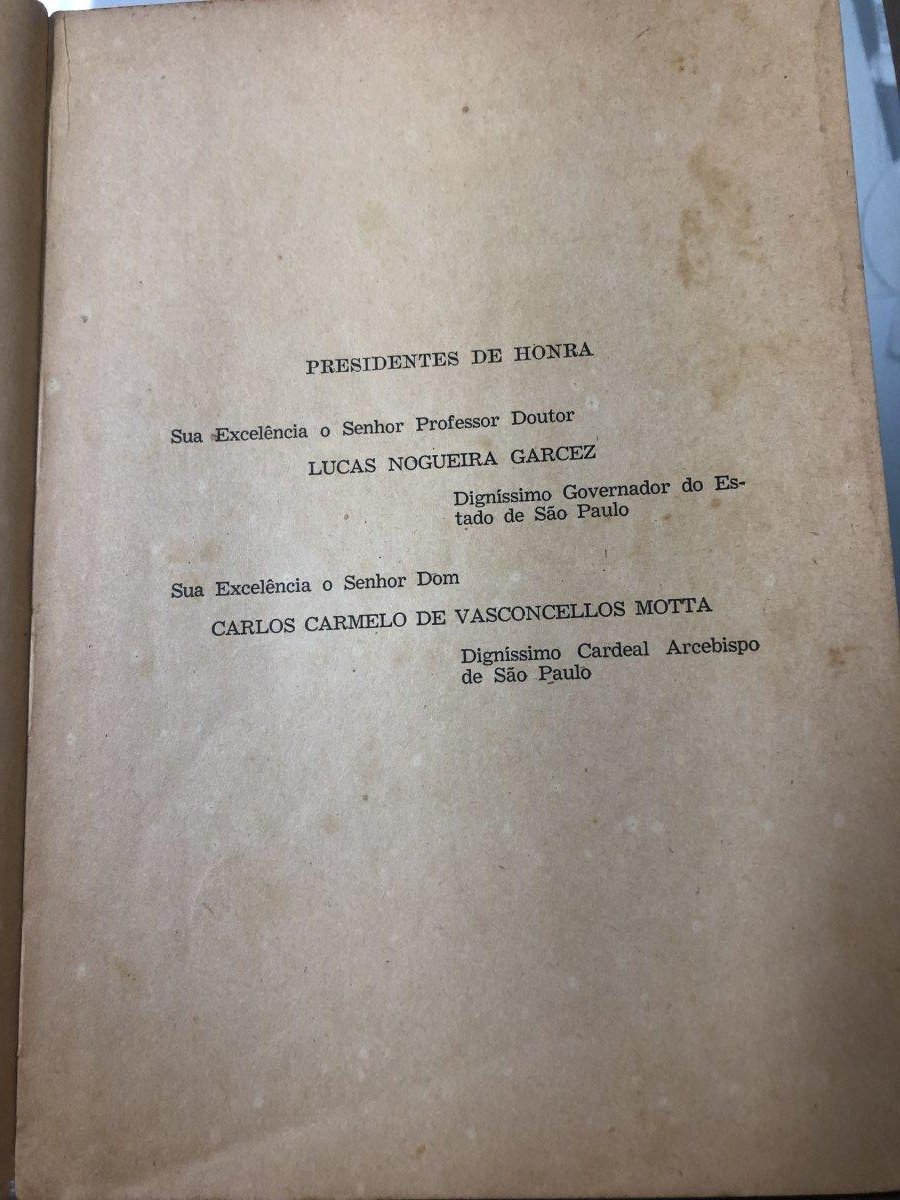 PRESIDENTES DE HONRA
Sua Excelência o Senhor Professor Doutor
LUCAS NOGUEIRA GARCEZ
Digníssimo Governador do Es-
tado de São Paulo
Sua Excelência o Senhor Dom
CARLOS CARMELO DE VASCONCELLOS MOTTA
Digníssimo Cardeal Arcebispo
de São Paulo